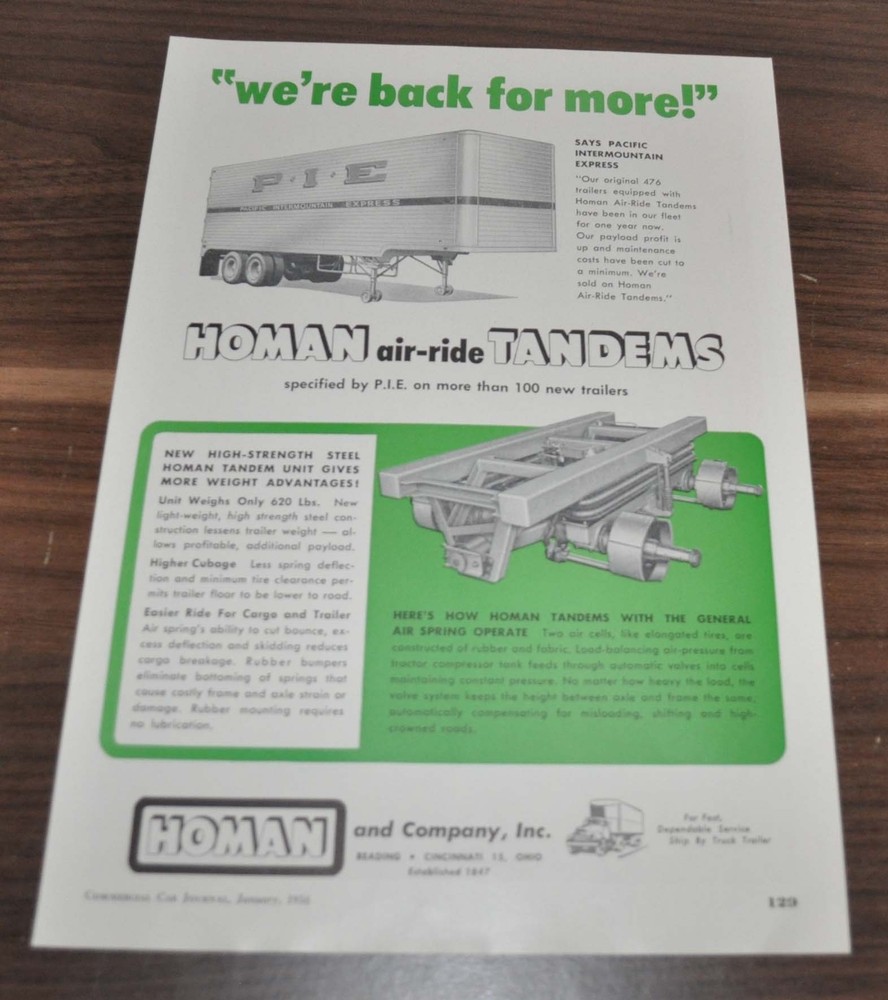 "we're back for more!"
P·I·E
PACIFIC INTERMOUNTAIN EXPRESS
SAYS PACIFIC
INTERMOUNTAIN
EXPRESS
"Our original 476
trailers equipped with
Homan Air-Ride Tandems
have been in our fleet
for one year now.
Our payload profit is
up and maintenance
costs have been cut to
a minimum. We're
sold on Homan
Air-Ride Tandems."
HOMAN air-ride TANDEMS
specified by P.I.E. on more than 100 new trailers
NEW HIGH-STRENGTH STEEL
HOMAN TANDEM UNIT GIVES
MORE WEIGHT ADVANTAGES!
Unit Weighs Only 620 Lbs. New
light-weight, high strength steel con-
struction lessens trailer weight — al-
lows profitable, additional payload.
Higher Cubage Less spring deflec-
tion and minimum tire clearance per-
mits trailer floor to be lower to road.
Easier Ride For Cargo and Trailer
Air spring's ability to cut bounce, ex-
cess deflection and skidding reduces
cargo breakage. Rubber bumpers
eliminate bottoming of springs that
cause costly frame and axle strain or
damage. Rubber mounting requires
no lubrication.
HERE'S HOW HOMAN TANDEMS WITH THE GENERAL
AIR SPRING OPERATE Two air cells, like elongated tires, are
constructed of rubber and fabric. Load-balancing air-pressure from
tractor compressor tank feeds through automatic valves into cells
maintaining constant pressure. No matter how heavy the load, the
valve system keeps the height between axle and frame the same,
automatically compensating for misloading, shifting and high-
crowned roads.
HOMAN and Company, Inc.
READING • CINCINNATI 15, OHIO
Established 1847
For Fast,
Dependable Service
Ship By Truck Trailer
Commercial Car Journal, January,
129